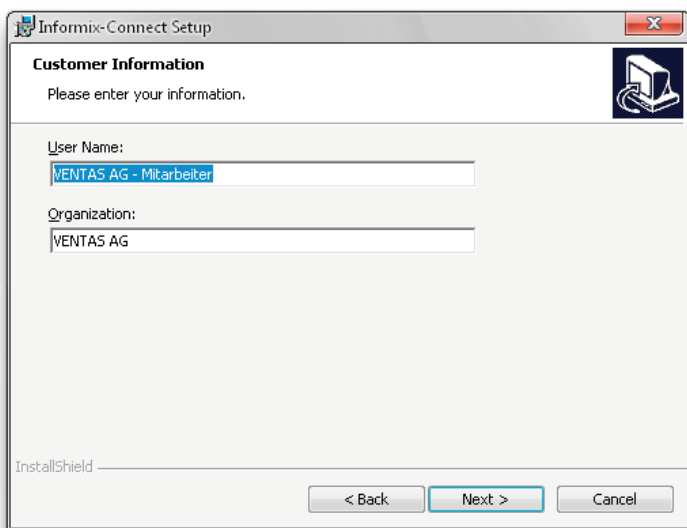 Informix-Connect Setup
Customer Information
Please enter your information.
User Name:
VENTAS AG - Mitarbeiter
Organization:
VENTAS AG
InstallShield
< Back Next > Cancel